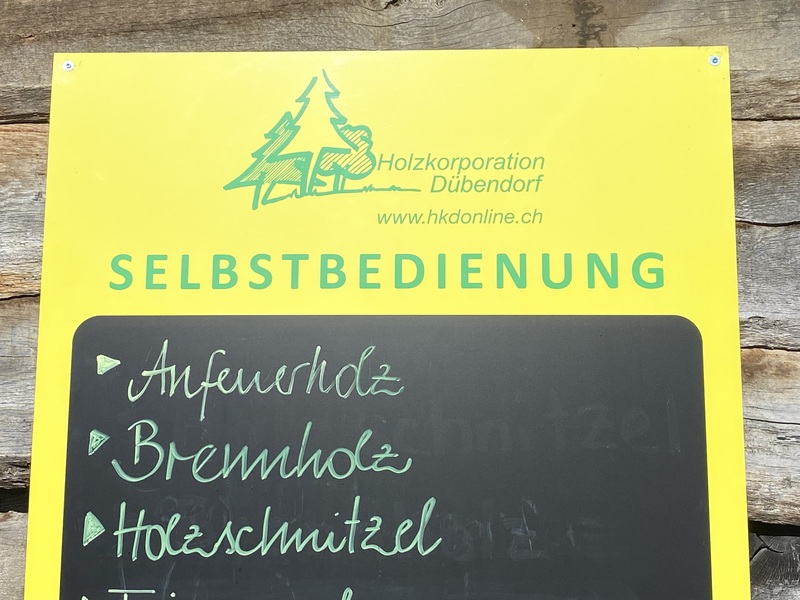 Holzkorporation
Dübendorf
www.hkdonline.ch
SELBSTBEDIENUNG
Anfeuerholz
Brennholz
Holzschnitzel